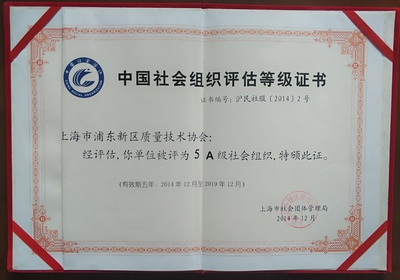 中国社会组织评估等级证书
证书编号：沪民社服〔2014〕2号
上海市浦东新区质量技术协会：
经评估，你单位被评为5A级社会组织，特颁此证。
（有效期五年：2014年12月至2019年12月）
上海市社会团体管理局
2014年12月